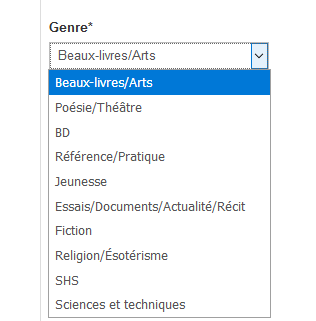 Genre*
Beaux-livres/Arts
Beaux-livres/Arts
Poésie/Théâtre
BD
Référence/Pratique
Jeunesse
Essais/Documents/Actualité/Récit
Fiction
Religion/Ésotérisme
SHS
Sciences et techniques